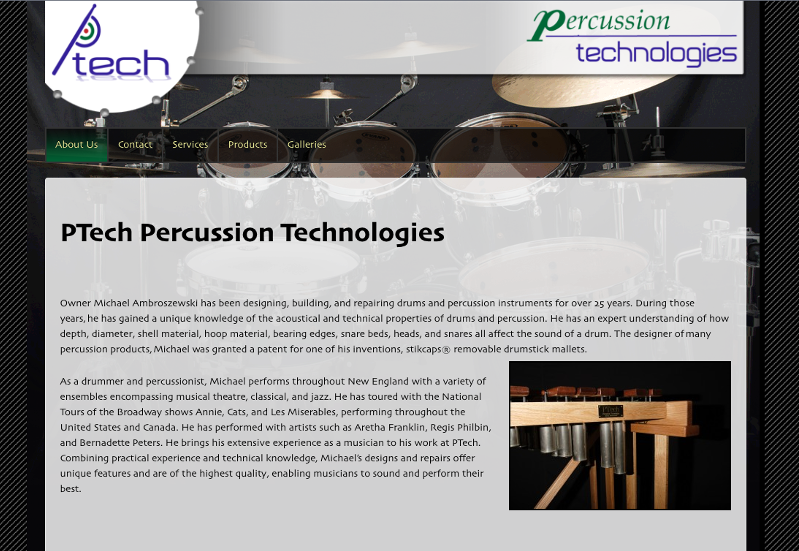 Ptech
Percussion
technologies
About Us
Contact
Services
Products
Galleries
PTech Percussion Technologies
Owner Michael Ambroszewski has been designing, building, and repairing drums and percussion instruments for over 25 years. During those
years, he has gained a unique knowledge of the acoustical and technical properties of drums and percussion. He has an expert understanding of how
depth, diameter, shell material, hoop material, bearing edges, snare beds, heads, and snares all affect the sound of a drum. The designer of many
percussion products, Michael was granted a patent for one of his inventions, stikcaps® removable drumstick mallets.
As a drummer and percussionist, Michael performs throughout New England with a variety of
ensembles encompassing musical theatre, classical, and jazz. He has toured with the National
Tours of the Broadway shows Annie, Cats, and Les Miserables, performing throughout the
United States and Canada. He has performed with artists such as Aretha Franklin, Regis Philbin,
and Bernadette Peters. He brings his extensive experience as a musician to his work at PTech.
Combining practical experience and technical knowledge, Michael's designs and repairs offer
unique features and are of the highest quality, enabling musicians to sound and perform their
best.
PTech